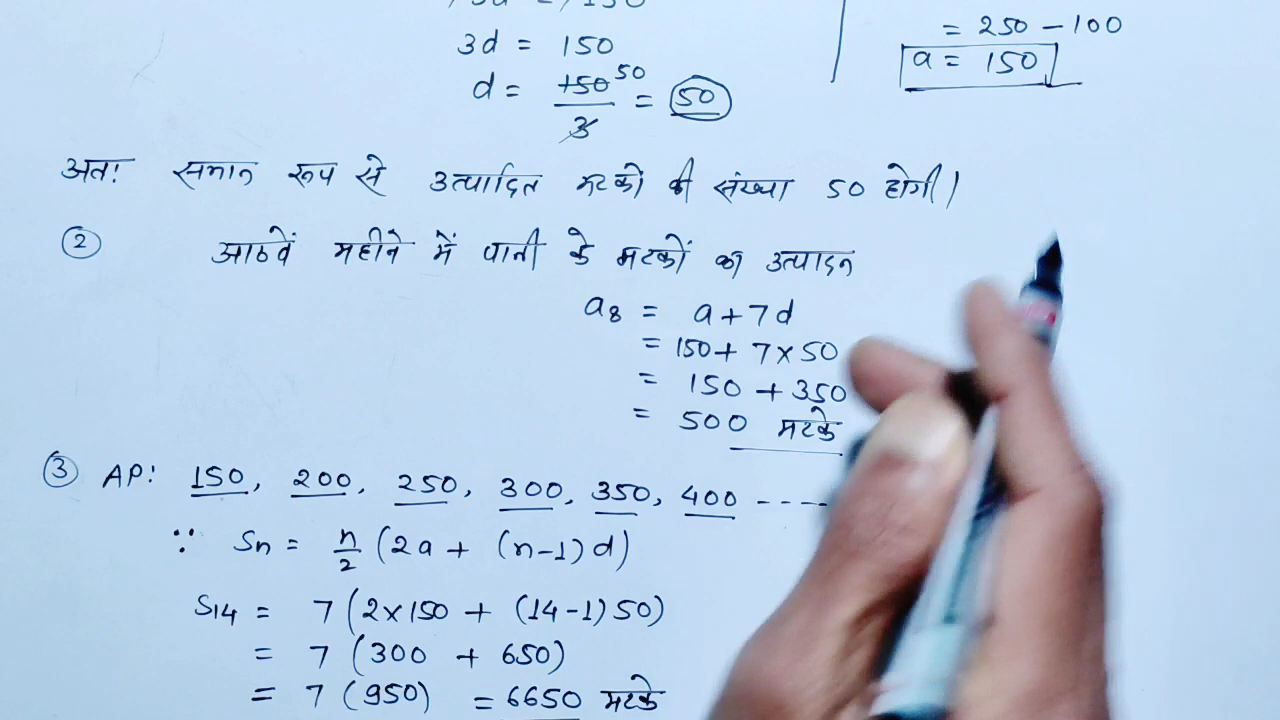 3d = 150
d = 150 50 / 3 = 50
= 250 - 100
a = 150
अतः समान रूप से उत्पादित मटकों की संख्या 50 होगी।
② आठवें महीने में पानी के मटकों का उत्पादन
a₈ = a + 7d
= 150 + 7 × 50
= 150 + 350
= 500 मटके
③ AP: 150, 200, 250, 300, 350, 400 ----
∵ Sn = n/2 (2a + (n-1)d)
S₁₄ = 7 (2×150 + (14-1)50)
= 7 (300 + 650)
= 7 (950) = 6650 मटके